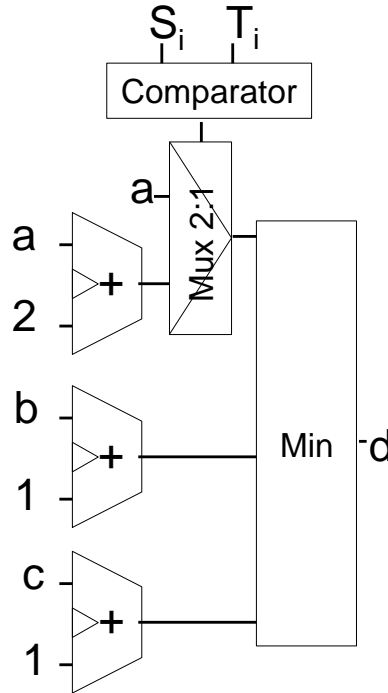 Si Ti
Comparator
a
Mux 2:1
a
+
2
b
+
1
Min
d
c
+
1